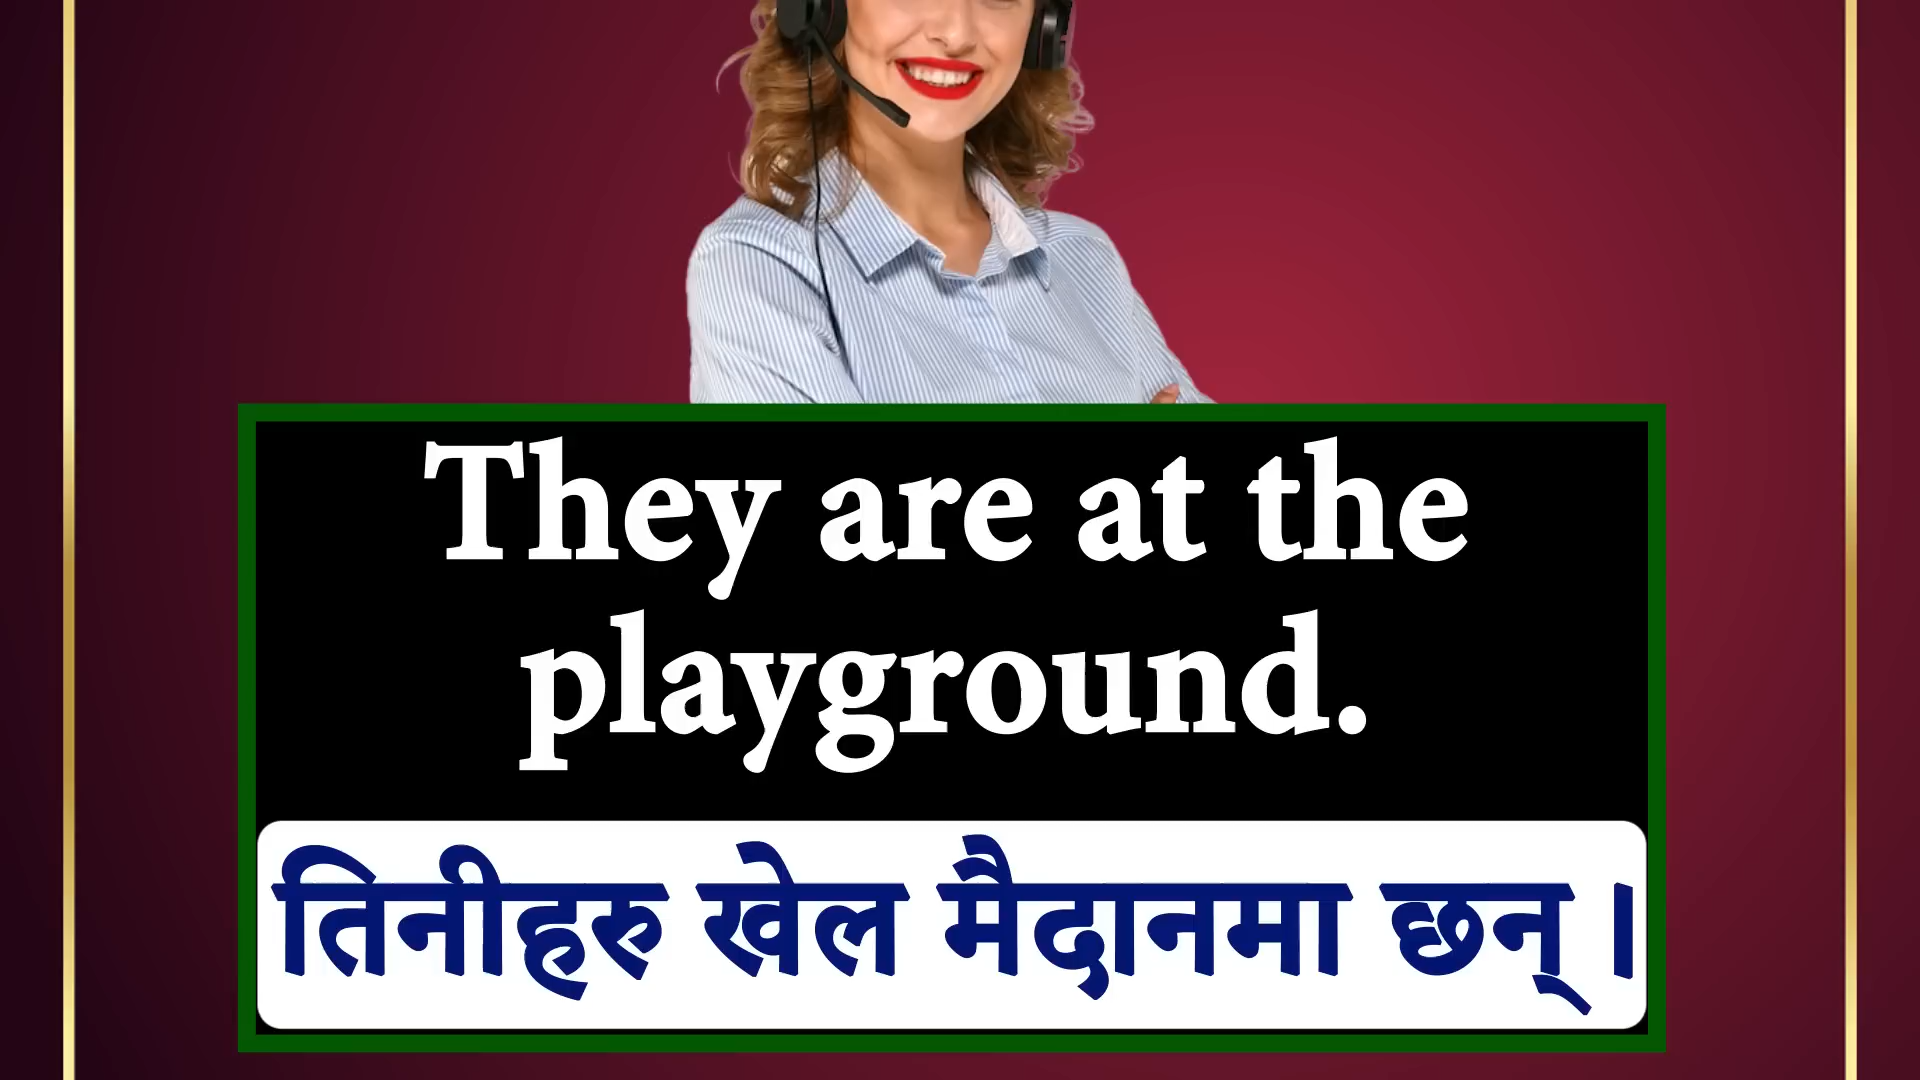 They are at the
playground.
तिनीहरु खेल मैदानमा छन् ।